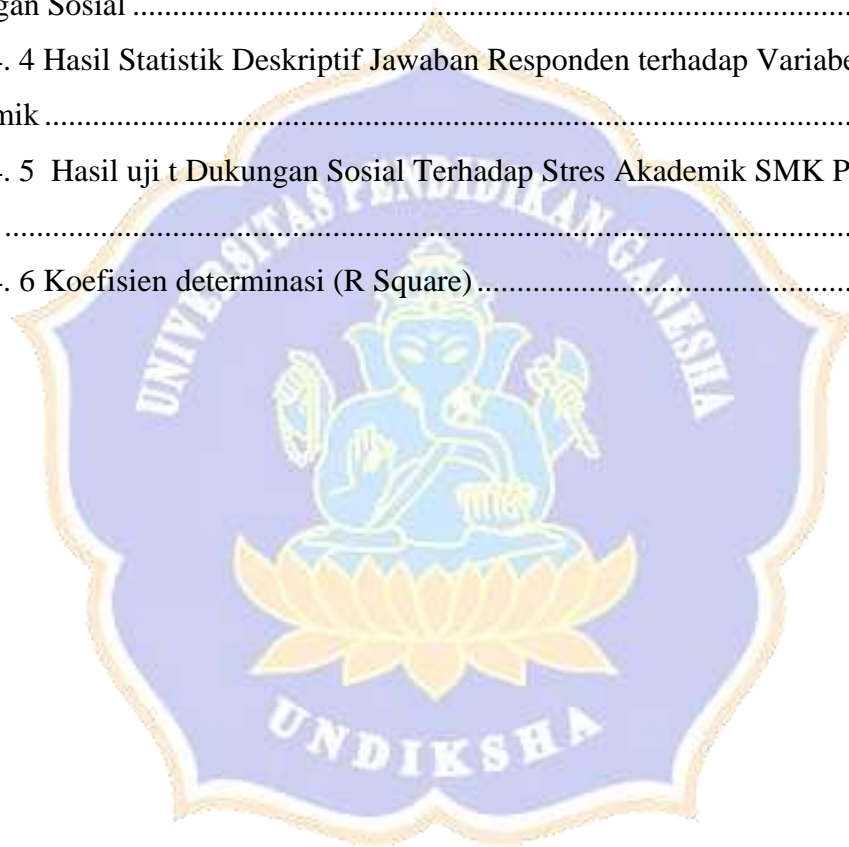 gan Sosial ..........................................................................................
. 4 Hasil Statistik Deskriptif Jawaban Responden terhadap Variabe
mik .....................................................................................................
. 5  Hasil uji t Dukungan Sosial Terhadap Stres Akademik SMK P
..........................................................................................................
. 6 Koefisien determinasi (R Square) ...............................................
UNIVERSITAS PENDIDIKAN GANESHA
UNDIKSHA